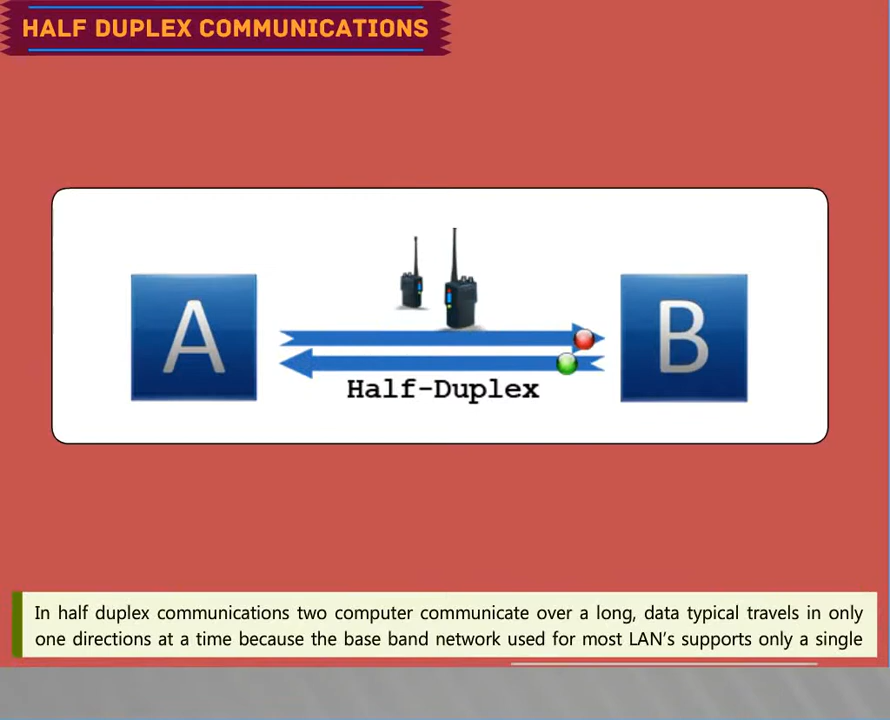 HALF DUPLEX COMMUNICATIONS
A
B
Half-Duplex
In half duplex communications two computer communicate over a long, data typical travels in only
one directions at a time because the base band network used for most LAN's supports only a single